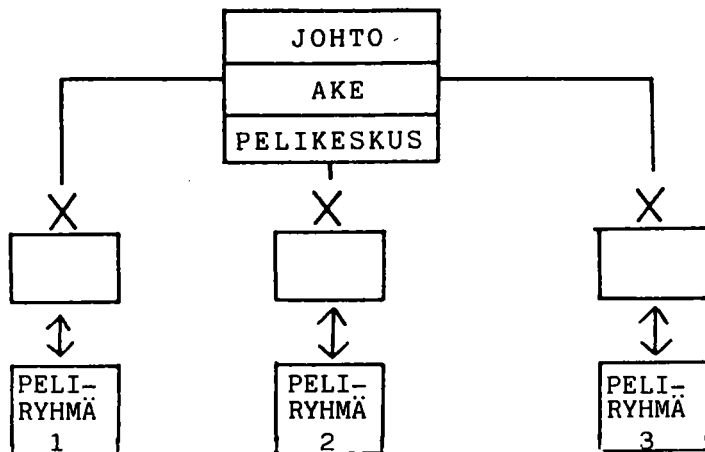 JOHTO
AKE
PELIKESKUS
X X X
PELI-
RYHMÄ
1
PELI-
RYHMÄ
2
PELI-
RYHMÄ
3